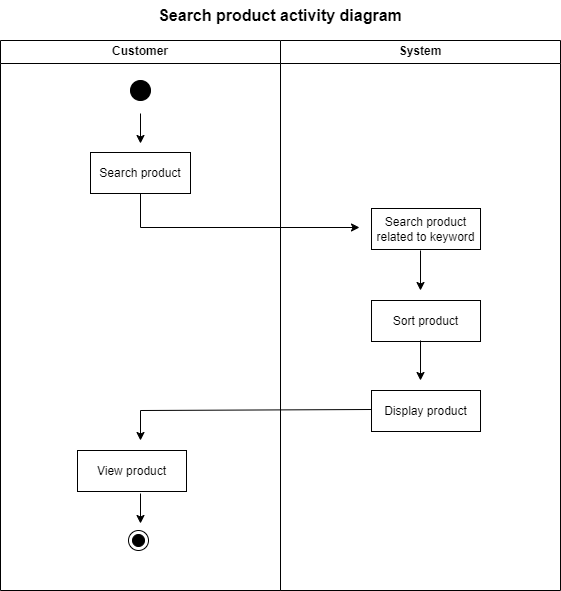 Search product activity diagram
Customer
System
Search product
Search product
related to keyword
Sort product
Display product
View product